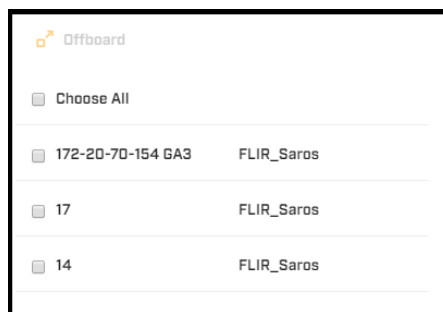 Offboard
Choose All
172-20-70-154 GA3 FLIR_Saros
17 FLIR_Saros
14 FLIR_Saros